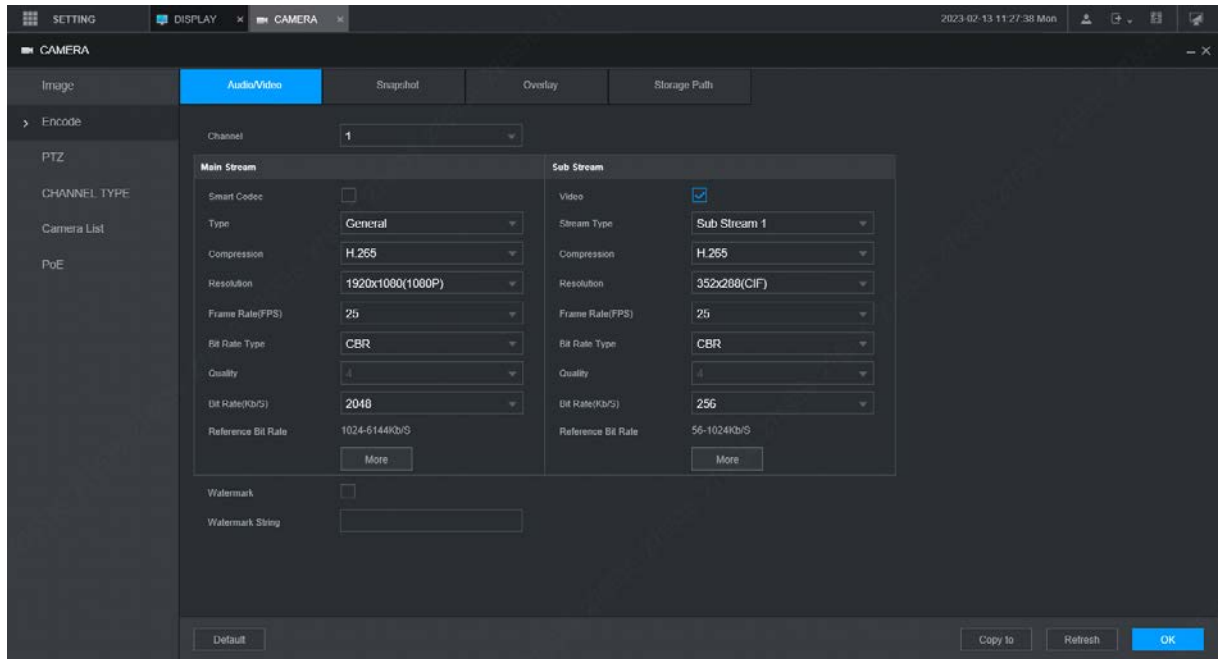 SETTING DISPLAY × CAMERA × 2023-02-13 11:27:38 Mon
CAMERA
Image Audio/Video Snapshot Overlay Storage Path
Encode Channel 1
PTZ Main Stream Sub Stream
CHANNEL TYPE Smart Codec Video
Camera List Type General Stream Type Sub Stream 1
PoE Compression H.265 Compression H.265
Resolution 1920x1080(1080P) Resolution 352x288(CIF)
Frame Rate(FPS) 25 Frame Rate(FPS) 25
Bit Rate Type CBR Bit Rate Type CBR
Quality 4 Quality 4
Bit Rate(Kb/S) 2048 Bit Rate(Kb/S) 256
Reference Bit Rate 1024-6144Kb/S Reference Bit Rate 56-1024Kb/S
More More
Watermark
Watermark String
Default Copy to Refresh OK